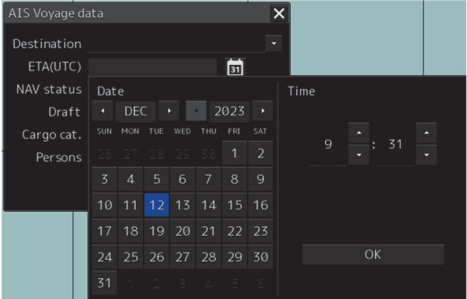 AIS Voyage data
Destination
ETA(UTC)
31
NAV status
Draft
Cargo cat.
Persons
Date
DEC 2023
SUN MON TUE WED THU FRI SAT
26 27 28 29 30 1 2
3 4 5 6 7 8 9
10 11 12 13 14 15 16
17 18 19 20 21 22 23
24 25 26 27 28 29 30
31 1 2 3 4 5 6
Time
9 : 31
OK